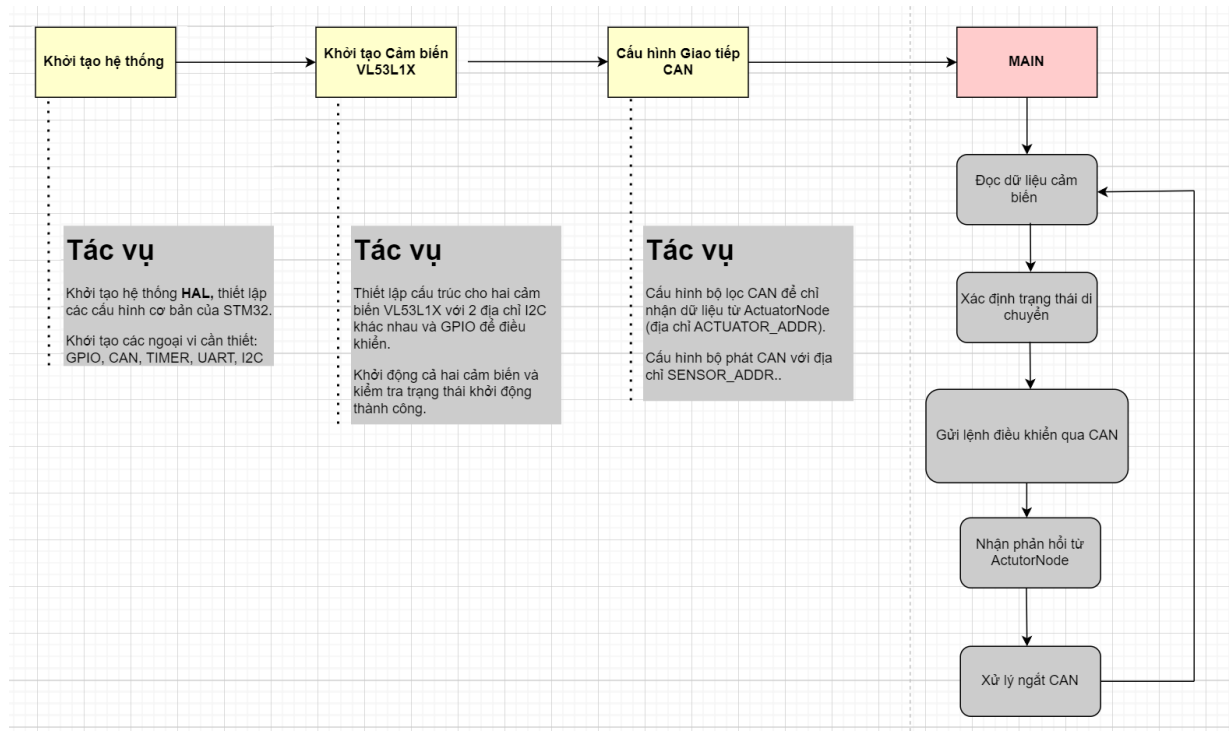 Khởi tạo hệ thống
Khởi tạo Cảm biến
VL53L1X
Cấu hình Giao tiếp
CAN
MAIN
Tác vụ
Khởi tạo hệ thống HAL, thiết lập
các cấu hình cơ bản của STM32.
Khới tạo các ngoại vi cần thiết:
GPIO, CAN, TIMER, UART, I2C
Tác vụ
Thiết lập cấu trúc cho hai cảm
biến VL53L1X với 2 địa chỉ I2C
khác nhau và GPIO để điều
khiển.
Khởi động cả hai cảm biến và
kiểm tra trạng thái khởi động
thành công.
Tác vụ
Cấu hình bộ lọc CAN để chỉ
nhận dữ liệu từ ActuatorNode
(địa chỉ ACTUATOR_ADDR).
Cấu hình bộ phát CAN với địa
chỉ SENSOR_ADDR..
Đọc dữ liệu cảm
biến
Xác định trạng thái di
chuyển
Gửi lệnh điều khiển qua CAN
Nhận phản hồi từ
ActutorNode
Xử lý ngắt CAN